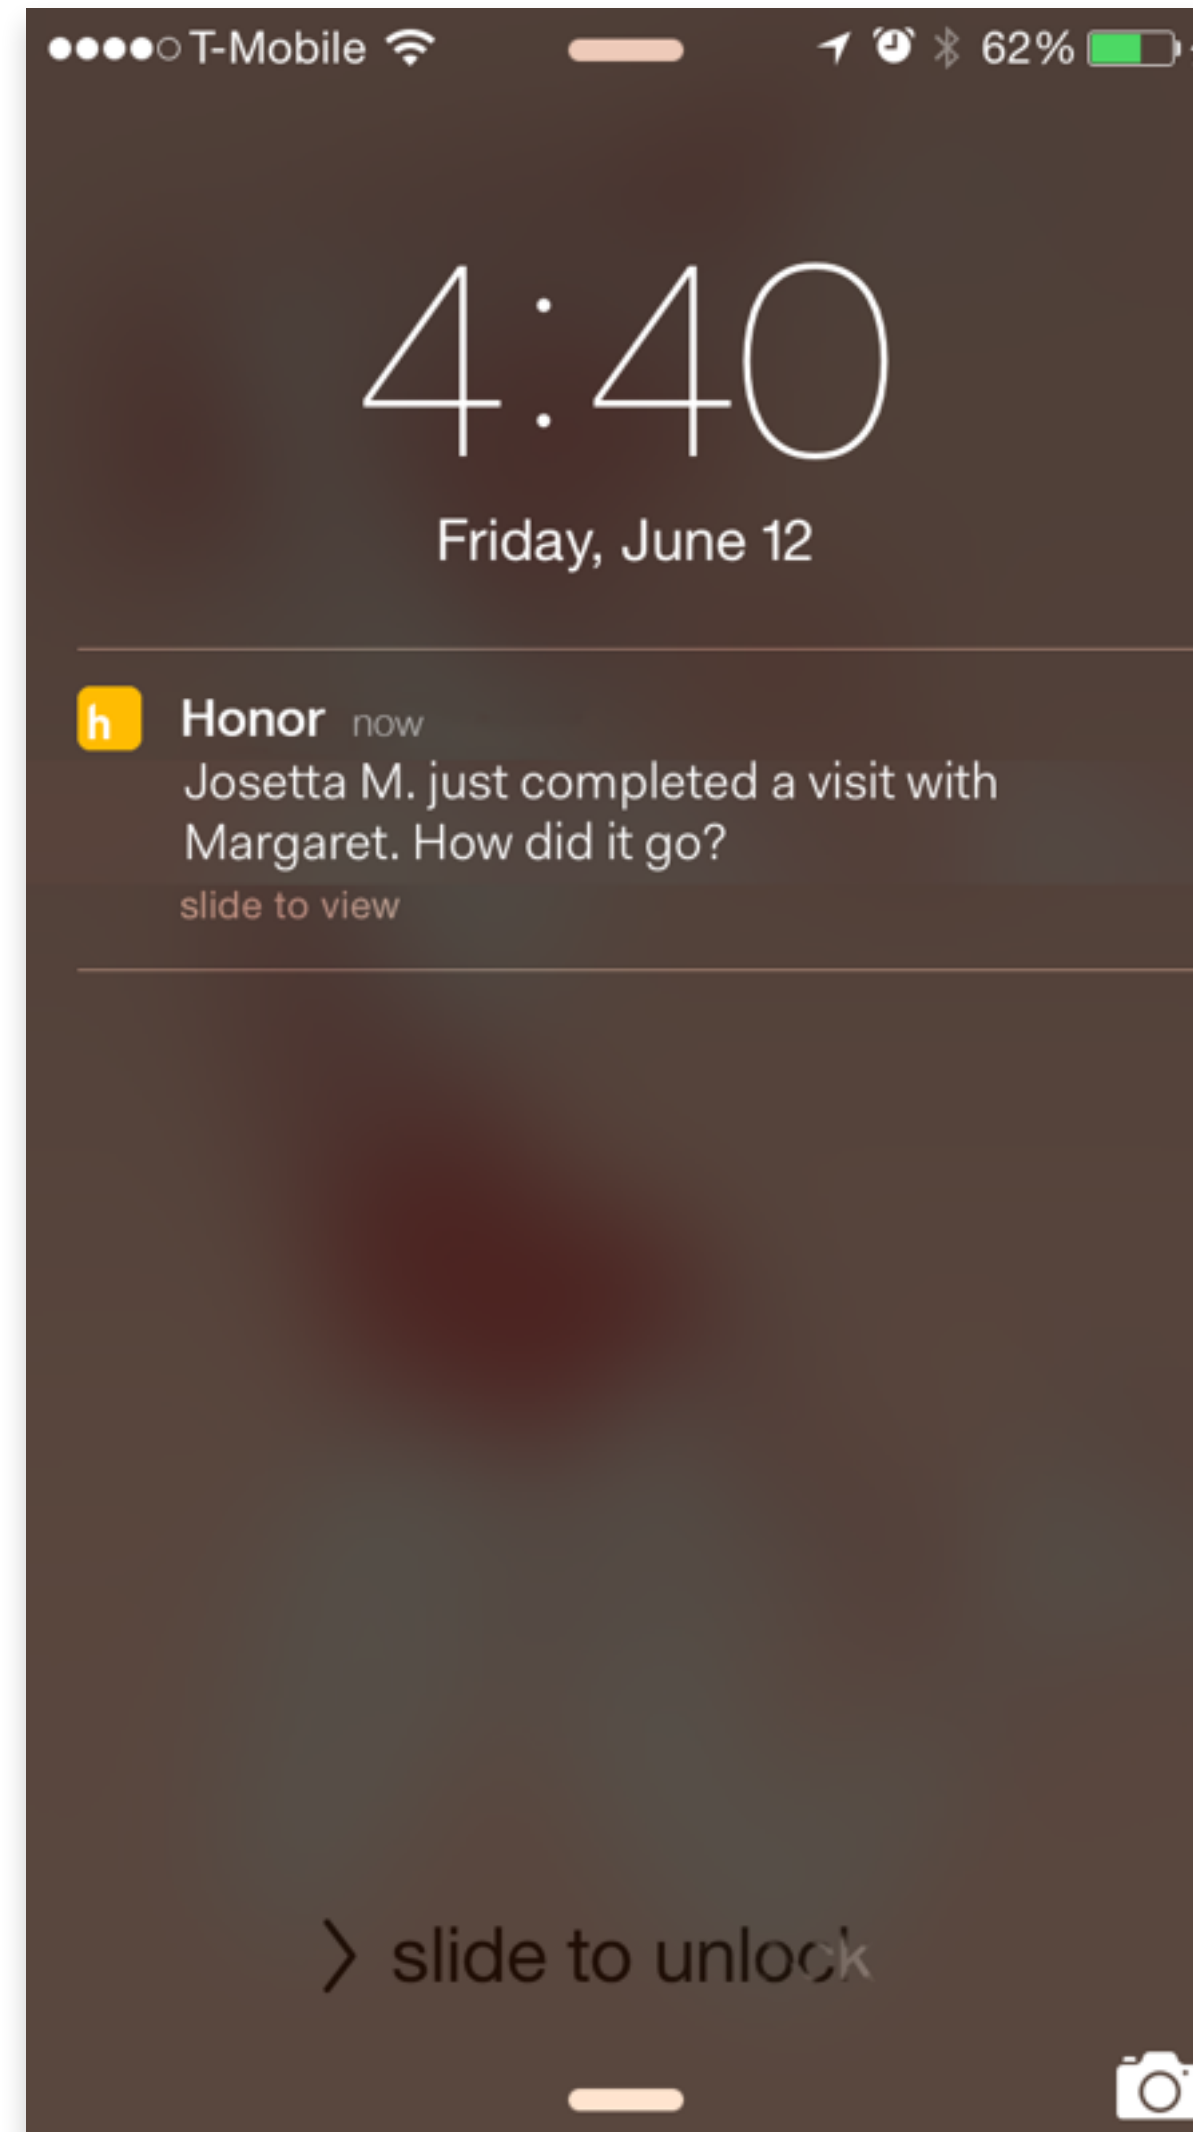 T-Mobile 62%
4:40
Friday, June 12
h Honor now
Josetta M. just completed a visit with
Margaret. How did it go?
slide to view
> slide to unlock